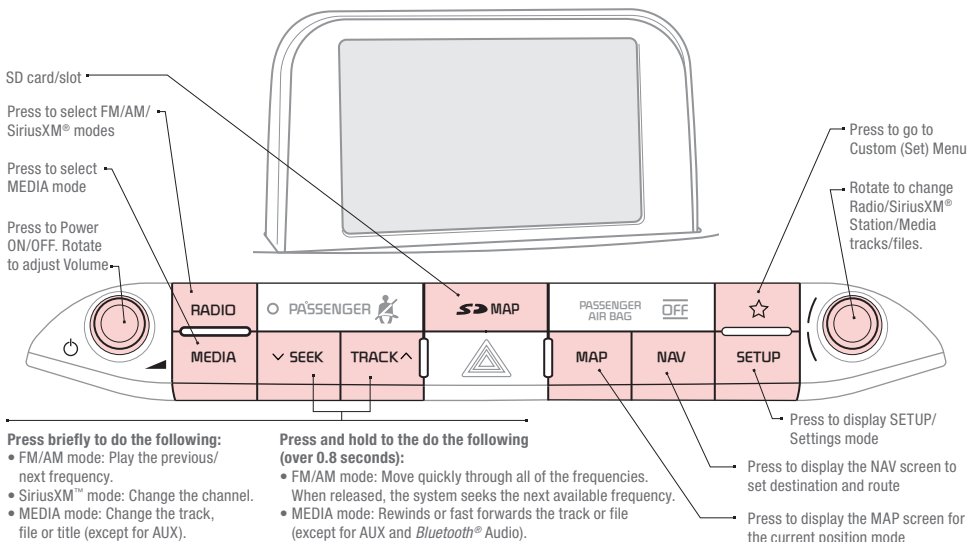 SD card/slot
Press to select FM/AM/
SiriusXM® modes
Press to select
MEDIA mode
Press to Power
ON/OFF. Rotate
to adjust Volume
Press to go to
Custom (Set) Menu
Rotate to change
Radio/SiriusXM®
Station/Media
tracks/files.
RADIO
PASSENGER
SD MAP
PASSENGER
AIR BAG
OFF
MEDIA
SEEK
TRACK
MAP
NAV
SETUP
Press briefly to do the following:
• FM/AM mode: Play the previous/
next frequency.
• SiriusXM™ mode: Change the channel.
• MEDIA mode: Change the track,
file or title (except for AUX).
Press and hold to the do the following
(over 0.8 seconds):
• FM/AM mode: Move quickly through all of the frequencies.
When released, the system seeks the next available frequency.
• MEDIA mode: Rewinds or fast forwards the track or file
(except for AUX and Bluetooth® Audio).
Press to display SETUP/
Settings mode
Press to display the NAV screen to
set destination and route
Press to display the MAP screen for
the current position mode